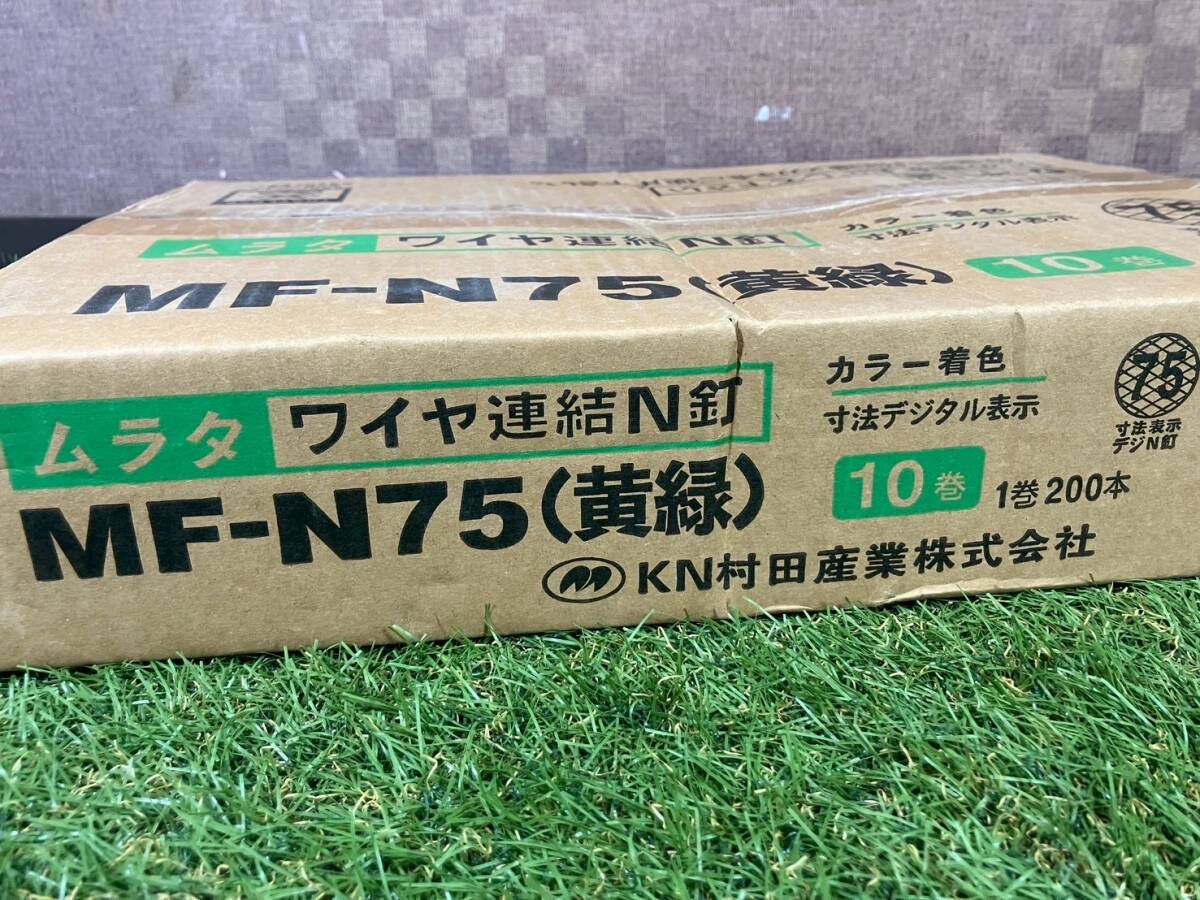 ムラタ ワイヤ連結N釘
カラー着色
寸法デジタル表示
MF-N75(黄緑)
10巻
ムラタ ワイヤ連結N釘
カラー着色
寸法デジタル表示
75
寸法表示
デジN釘
MF-N75(黄緑)
10巻 1巻200本
KN村田産業株式会社